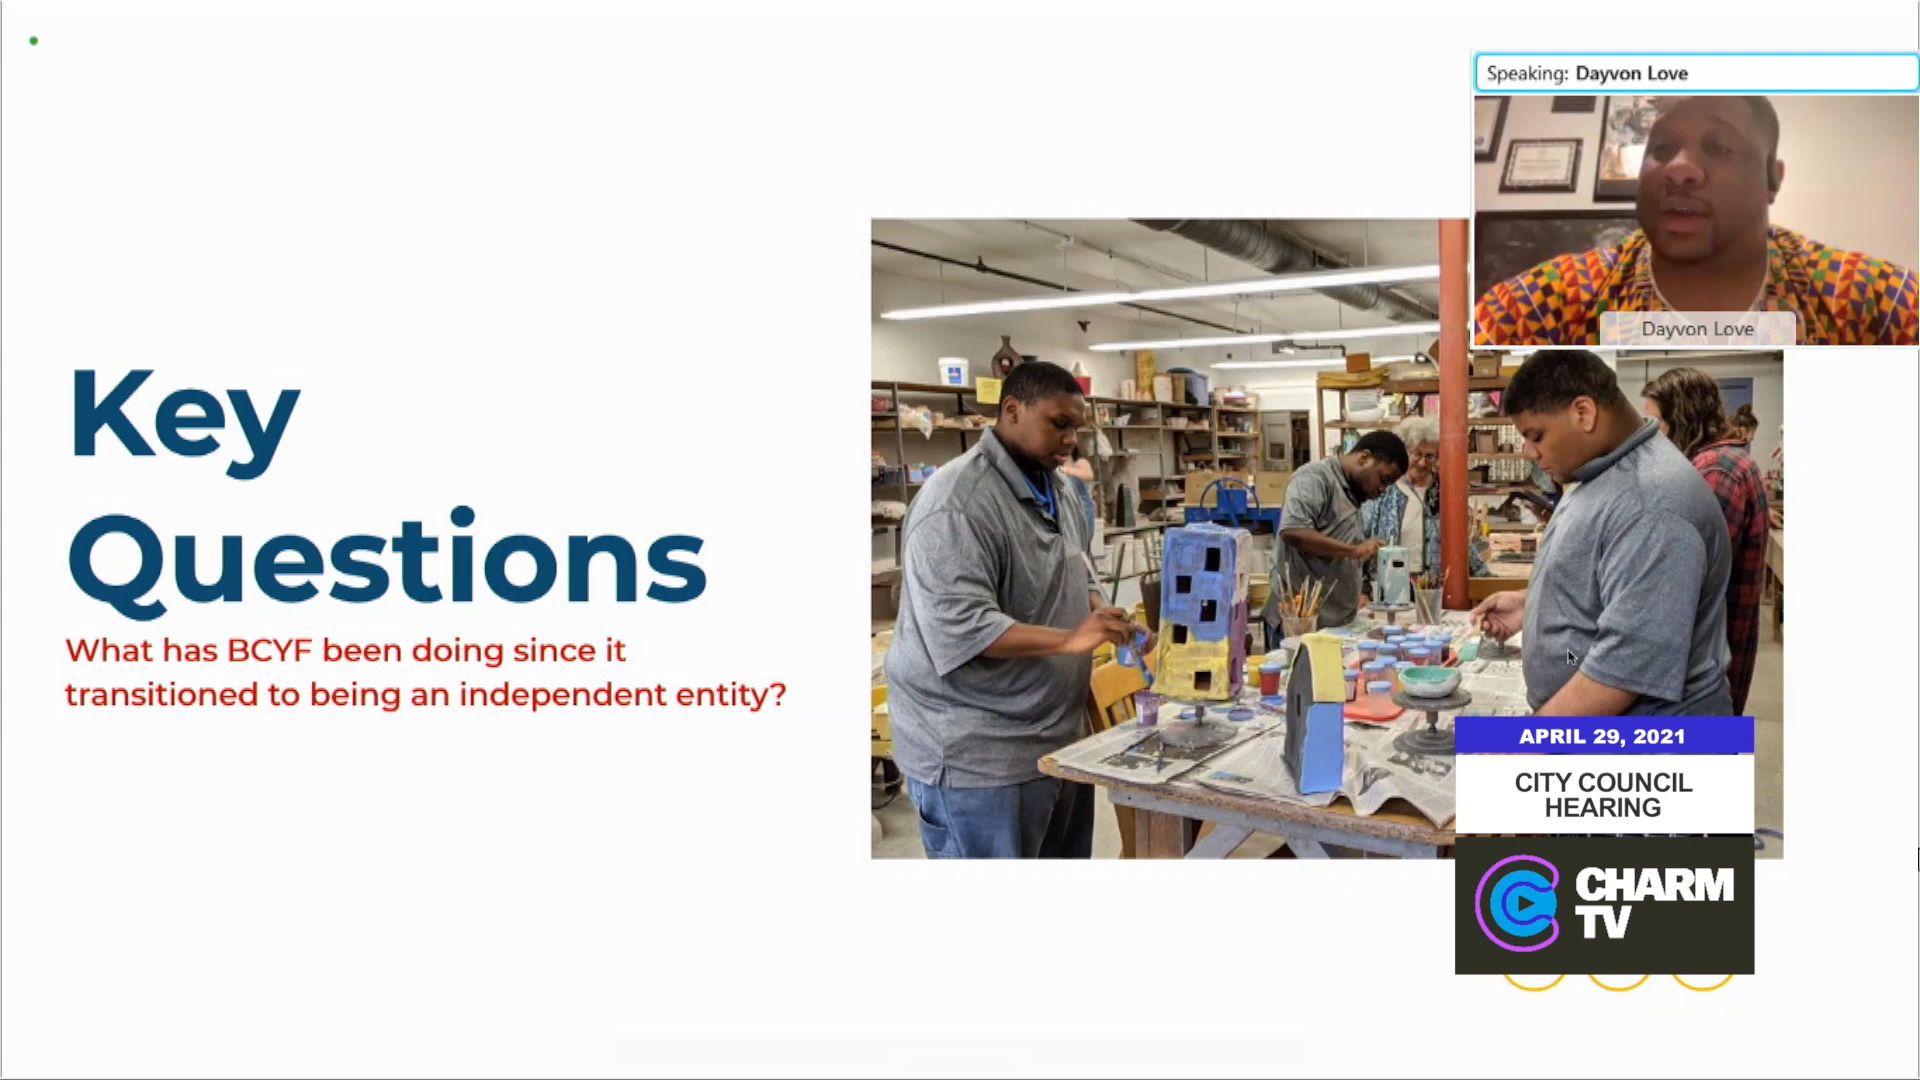 Speaking: Dayvon Love
Dayvon Love
Key
Questions
What has BCYF been doing since it
transitioned to being an independent entity?
APRIL 29, 2021
CITY COUNCIL
HEARING
CHARM
TV